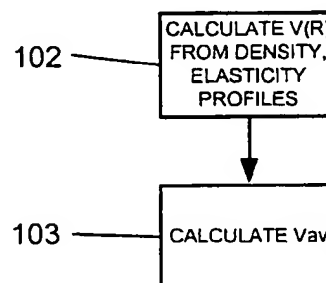 102
CALCULATE V(R)
FROM DENSITY,
ELASTICITY
PROFILES
103
CALCULATE Vav